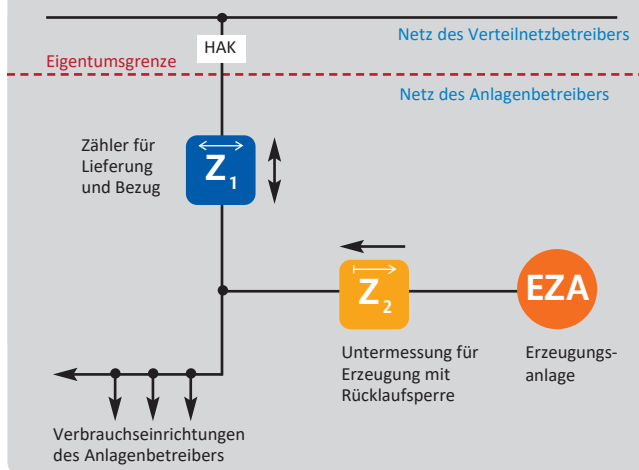 Netz des Verteilnetzbetreibers
HAK
Eigentumsgrenze
Netz des Anlagenbetreibers
Zähler für
Lieferung
und Bezug
Z1
Z2
EZA
Untermessung für
Erzeugung mit
Rücklaufsperre
Erzeugungs-
anlage
Verbrauchseinrichtungen
des Anlagenbetreibers